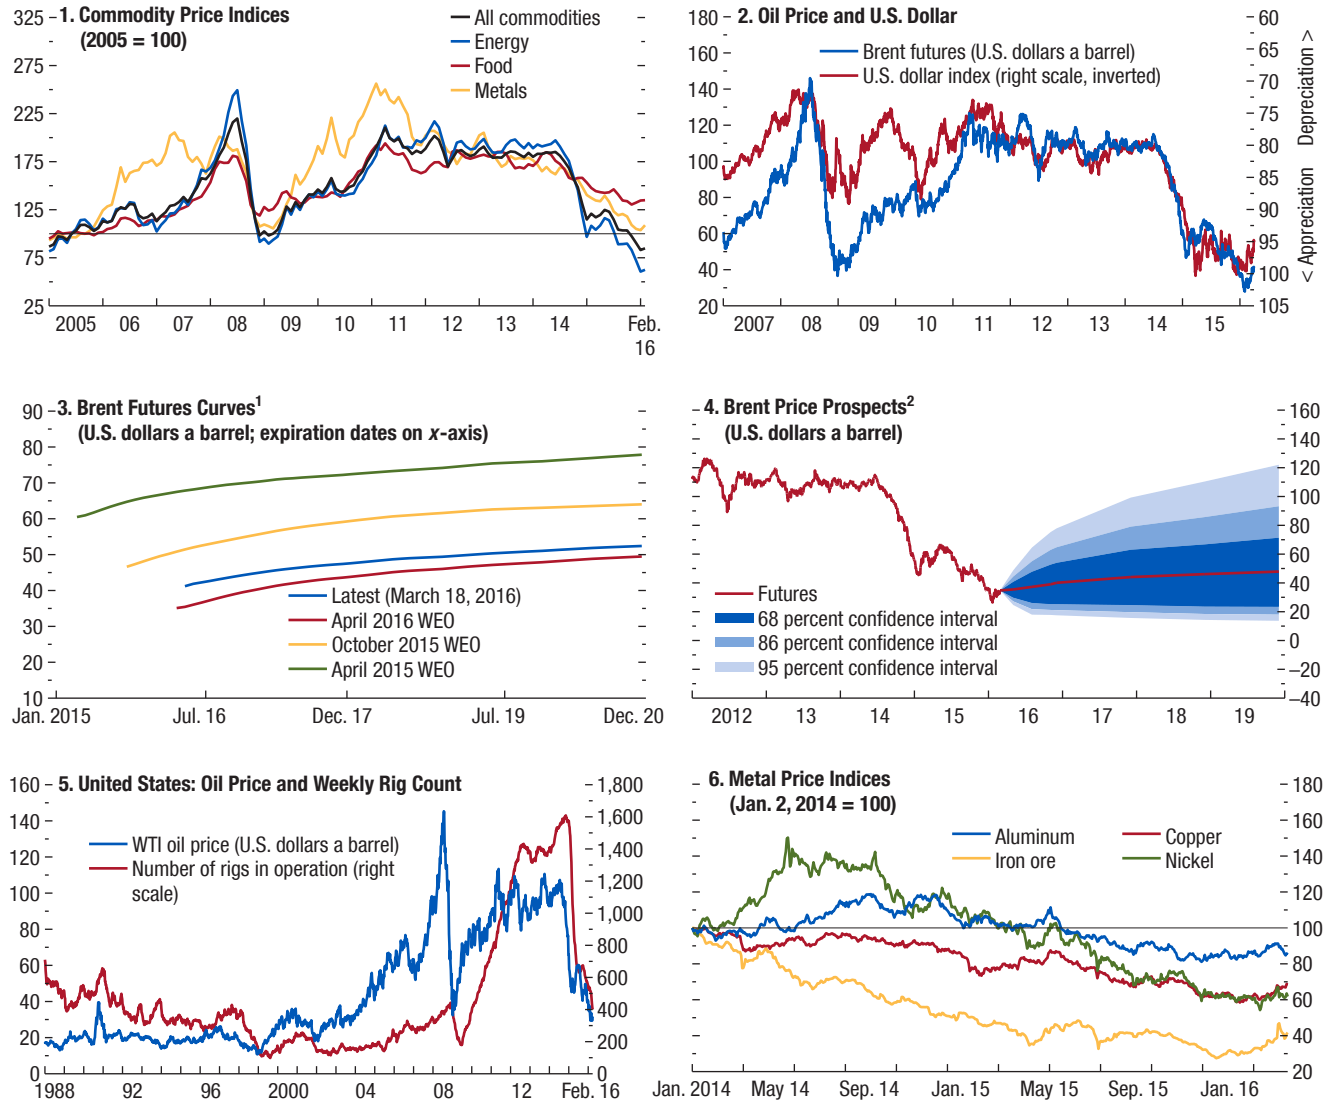 1. Commodity Price Indices
(2005 = 100)
All commodities
Energy
Food
Metals
325
275
225
175
125
75
25
2005 06 07 08 09 10 11 12 13 14 Feb.
16
2. Oil Price and U.S. Dollar
Brent futures (U.S. dollars a barrel)
U.S. dollar index (right scale, inverted)
180
160
140
120
100
80
60
40
20
60
65
70
75
80
85
90
95
100
105
< Appreciation Depreciation >
2007 08 09 10 11 12 13 14 15
3. Brent Futures Curves1
(U.S. dollars a barrel; expiration dates on x-axis)
90
80
70
60
50
40
30
20
10
Latest (March 18, 2016)
April 2016 WEO
October 2015 WEO
April 2015 WEO
Jan. 2015 Jul. 16 Dec. 17 Jul. 19 Dec. 20
4. Brent Price Prospects2
(U.S. dollars a barrel)
160
140
120
100
80
60
40
20
0
–20
–40
Futures
68 percent confidence interval
86 percent confidence interval
95 percent confidence interval
2012 13 14 15 16 17 18 19
5. United States: Oil Price and Weekly Rig Count
WTI oil price (U.S. dollars a barrel)
Number of rigs in operation (right
scale)
160
140
120
100
80
60
40
20
0
1,800
1,600
1,400
1,200
1,000
800
600
400
200
0
1988 92 96 2000 04 08 12 Feb. 16
6. Metal Price Indices
(Jan. 2, 2014 = 100)
Aluminum Copper
Iron ore Nickel
180
160
140
120
100
80
60
40
20
Jan. 2014 May 14 Sep. 14 Jan. 15 May 15 Sep. 15 Jan. 16